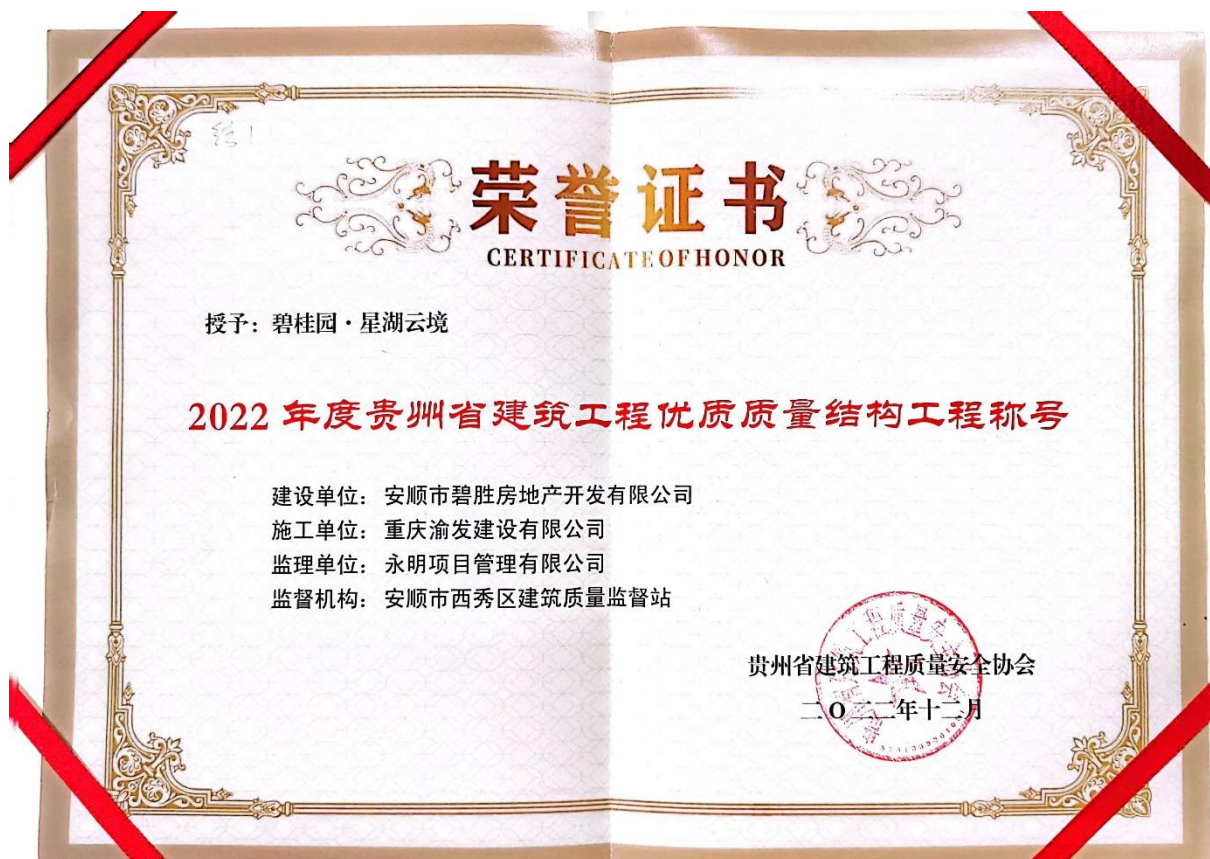 荣誉证书
CERTIFICATE OF HONOR
授予：碧桂园·星湖云境
2022 年度贵州省建筑工程优质质量结构工程称号
建设单位：安顺市碧胜房地产开发有限公司
施工单位：重庆渝发建设有限公司
监理单位：永明项目管理有限公司
监督机构：安顺市西秀区建筑质量监督站
贵州省建筑工程质量安全协会
二〇二二年十二月